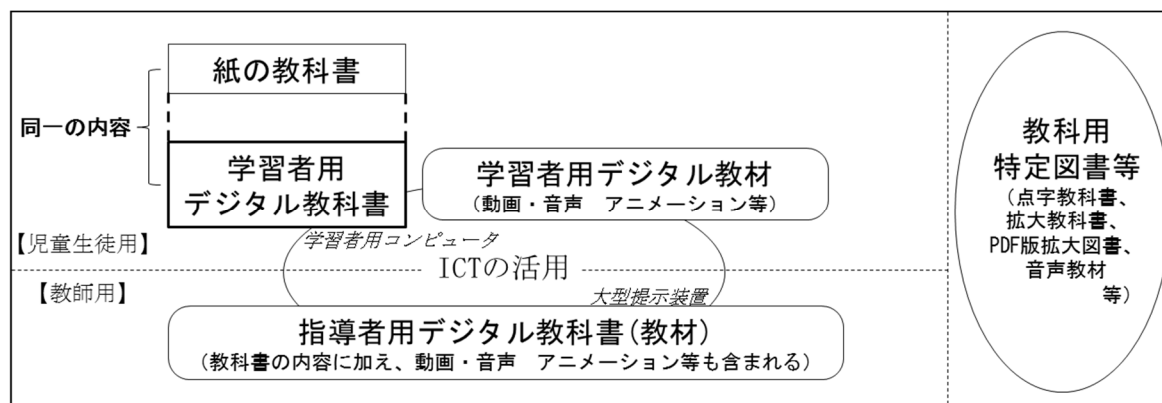 紙の教科書
同一の内容
学習者用
デジタル教科書
学習者用デジタル教材
(動画・音声　アニメーション等)
【児童生徒用】
学習者用コンピュータ
ICTの活用
【教師用】
大型提示装置
指導者用デジタル教科書(教材)
(教科書の内容に加え、動画・音声　アニメーション等も含まれる)
教科用
特定図書等
(点字教科書、
拡大教科書、
PDF版拡大図書、
音声教材
等)